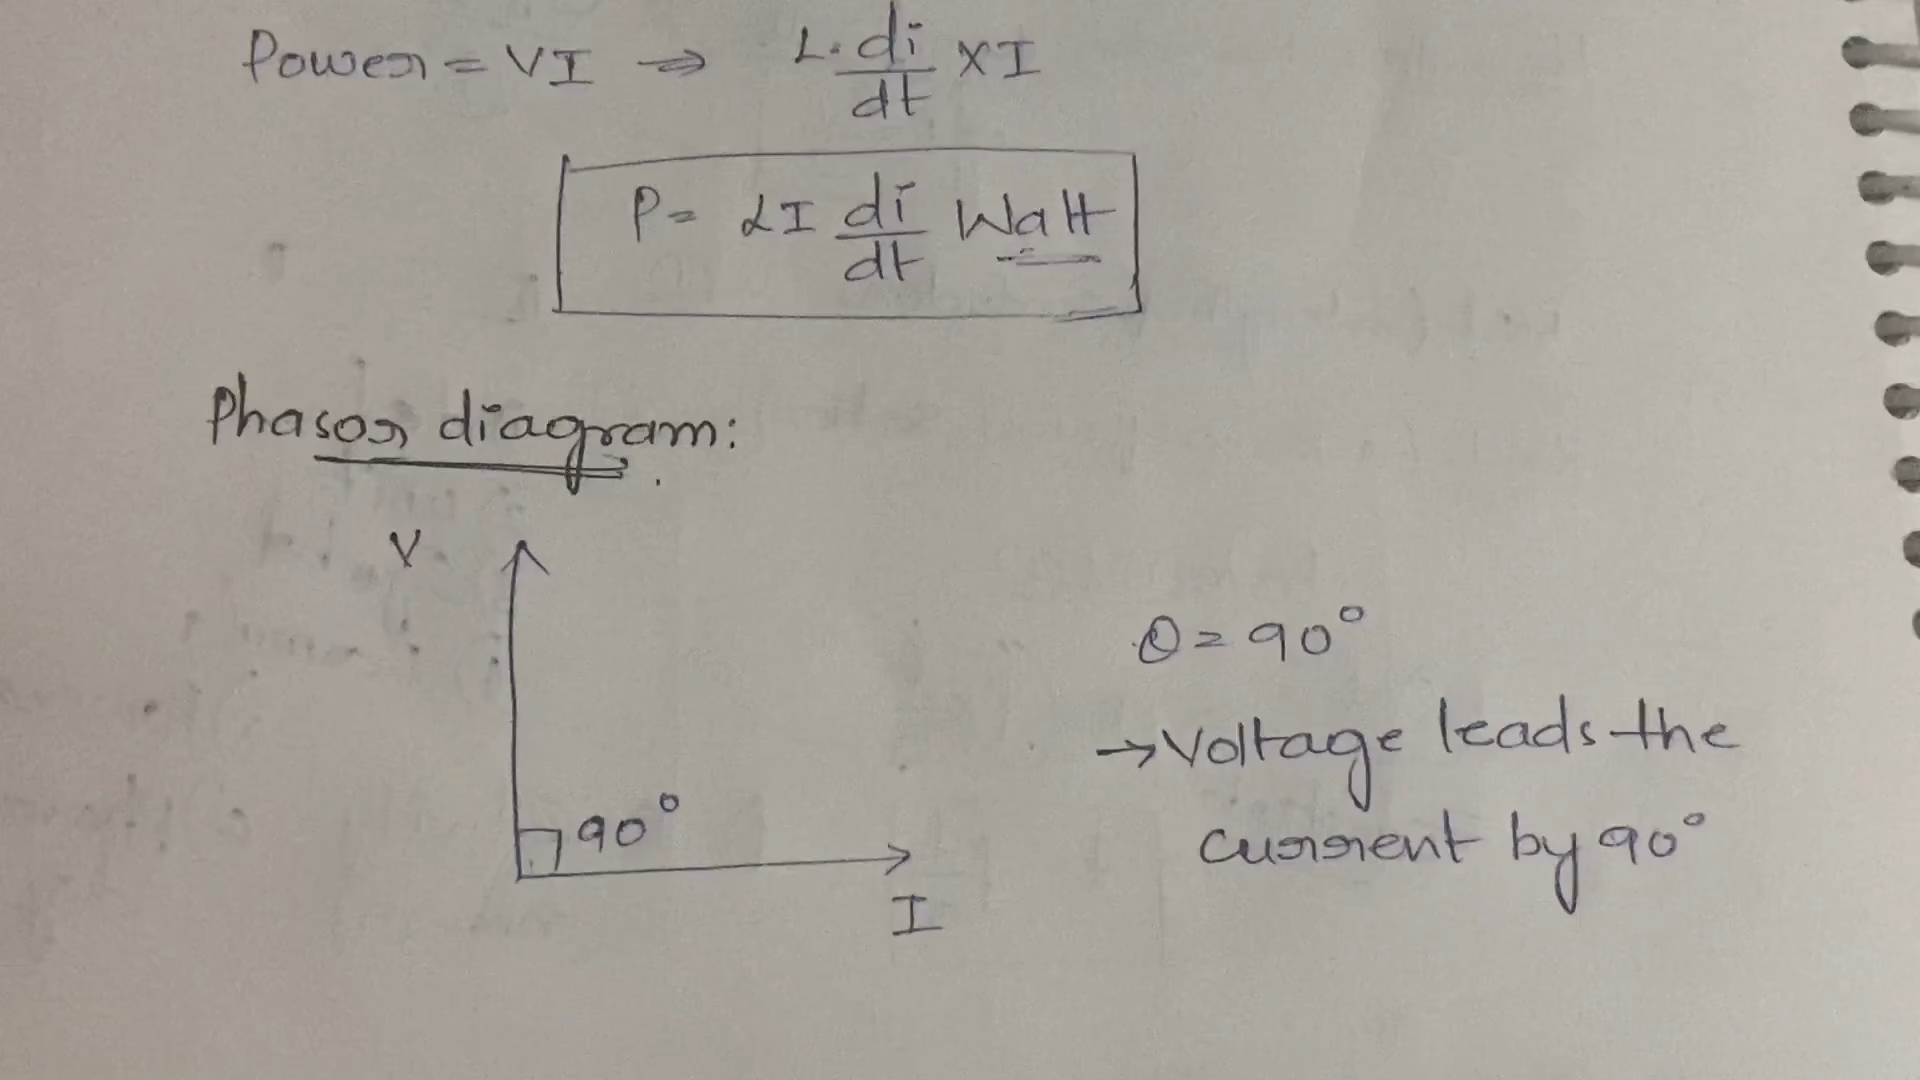 Power = VI ⇒ L. di/dt × I
P = LI di/dt Watt
Phasor diagram:
V
90°
I
θ = 90°
→ Voltage leads the
current by 90°